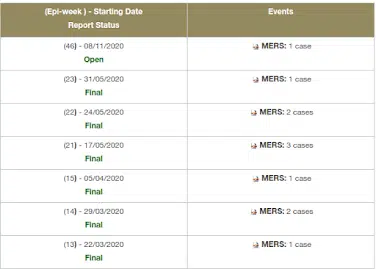 (Epi-week ) - Starting Date
Report Status
Events
(46) - 08/11/2020
Open
MERS: 1 case
(23) - 31/05/2020
Final
MERS: 1 case
(22) - 24/05/2020
Final
MERS: 2 cases
(21) - 17/05/2020
Final
MERS: 3 cases
(15) - 05/04/2020
Final
MERS: 1 case
(14) - 29/03/2020
Final
MERS: 2 cases
(13) - 22/03/2020
Final
MERS: 1 case